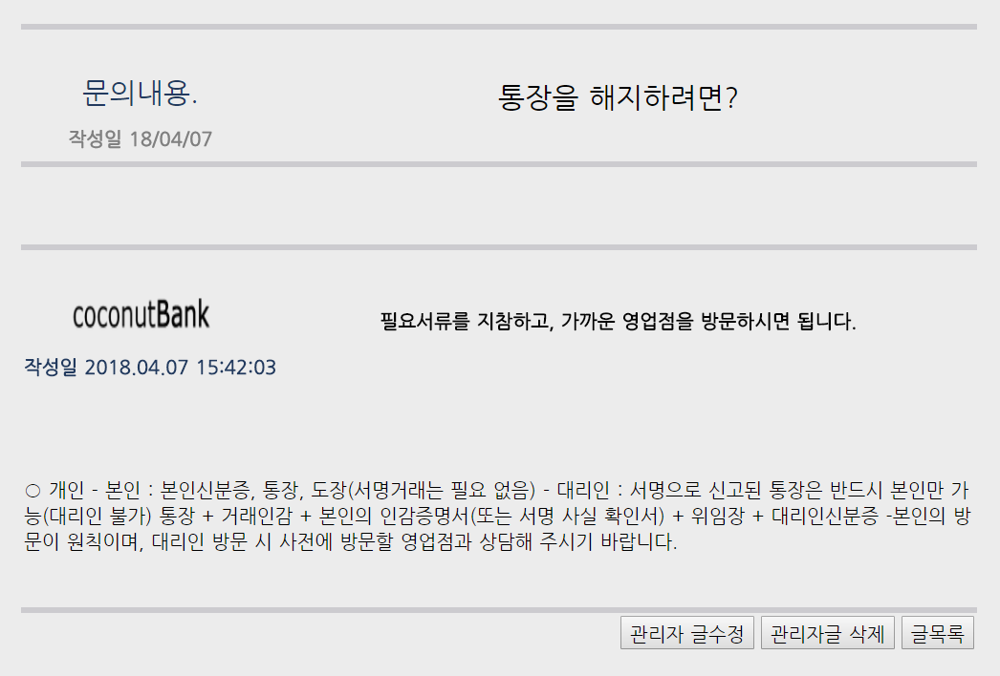 문의내용.
통장을 해지하려면?
작성일 18/04/07
coconutBank
필요서류를 지참하고, 가까운 영업점을 방문하시면 됩니다.
작성일 2018.04.07 15:42:03
○ 개인 - 본인 : 본인신분증, 통장, 도장(서명거래는 필요 없음) - 대리인 : 서명으로 신고된 통장은 반드시 본인만 가
능(대리인 불가) 통장 + 거래인감 + 본인의 인감증명서(또는 서명 사실 확인서) + 위임장 + 대리인신분증 -본인의 방
문이 원칙이며, 대리인 방문 시 사전에 방문할 영업점과 상담해 주시기 바랍니다.
관리자 글수정 관리자글 삭제 글목록